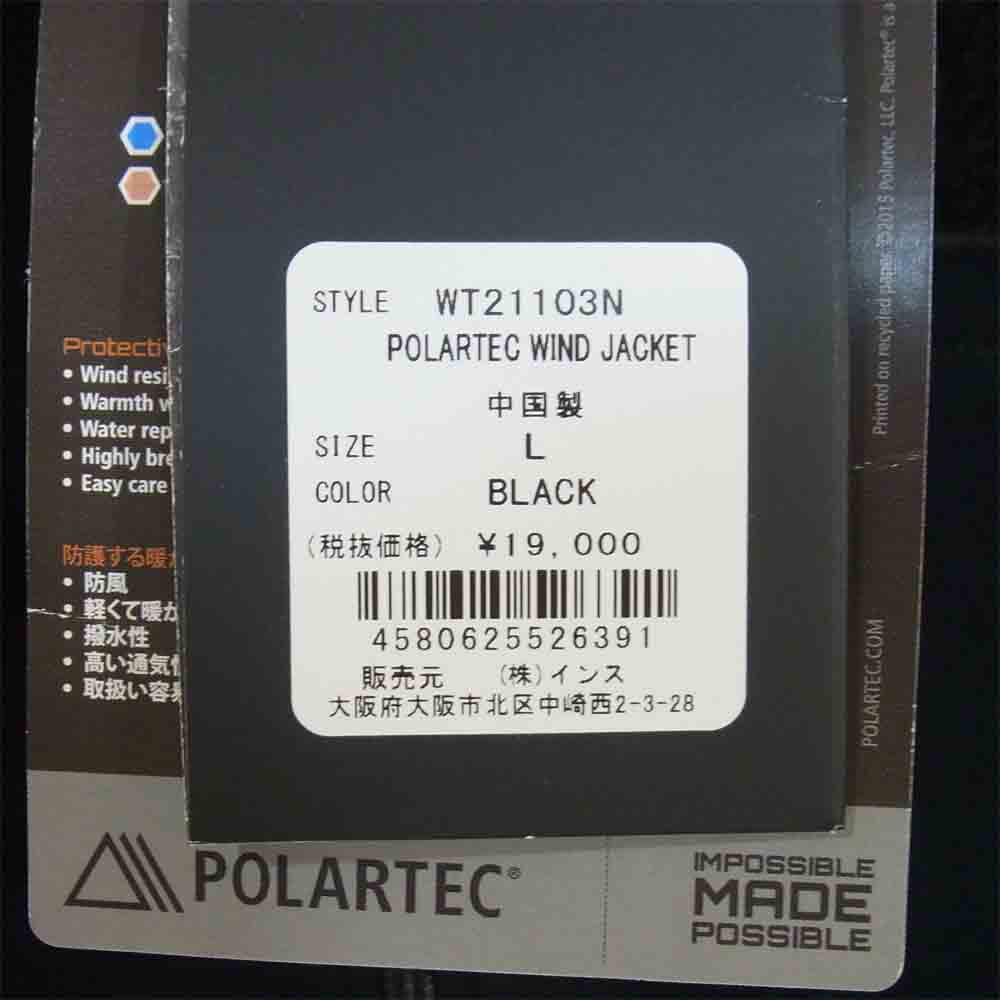 STYLE WT21103N
POLARTEC WIND JACKET
中国製
SIZE L
COLOR BLACK
(税抜価格) ¥19,000
4580625526391
販売元 (株)インス
大阪府大阪市北区中崎西2-3-28
Protectiv
• Wind resi
• Warmth w
• Water rep
• Highly bre
• Easy care
防護する暖か
• 防風
• 軽くて暖か
• 撥水性
• 高い通気性
• 取扱い容易
POLARTEC®
IMPOSSIBLE
MADE
POSSIBLE
POLARTEC.COM
Printed on recycled paper. ©2015 Polartec, LLC. Polartec® is a